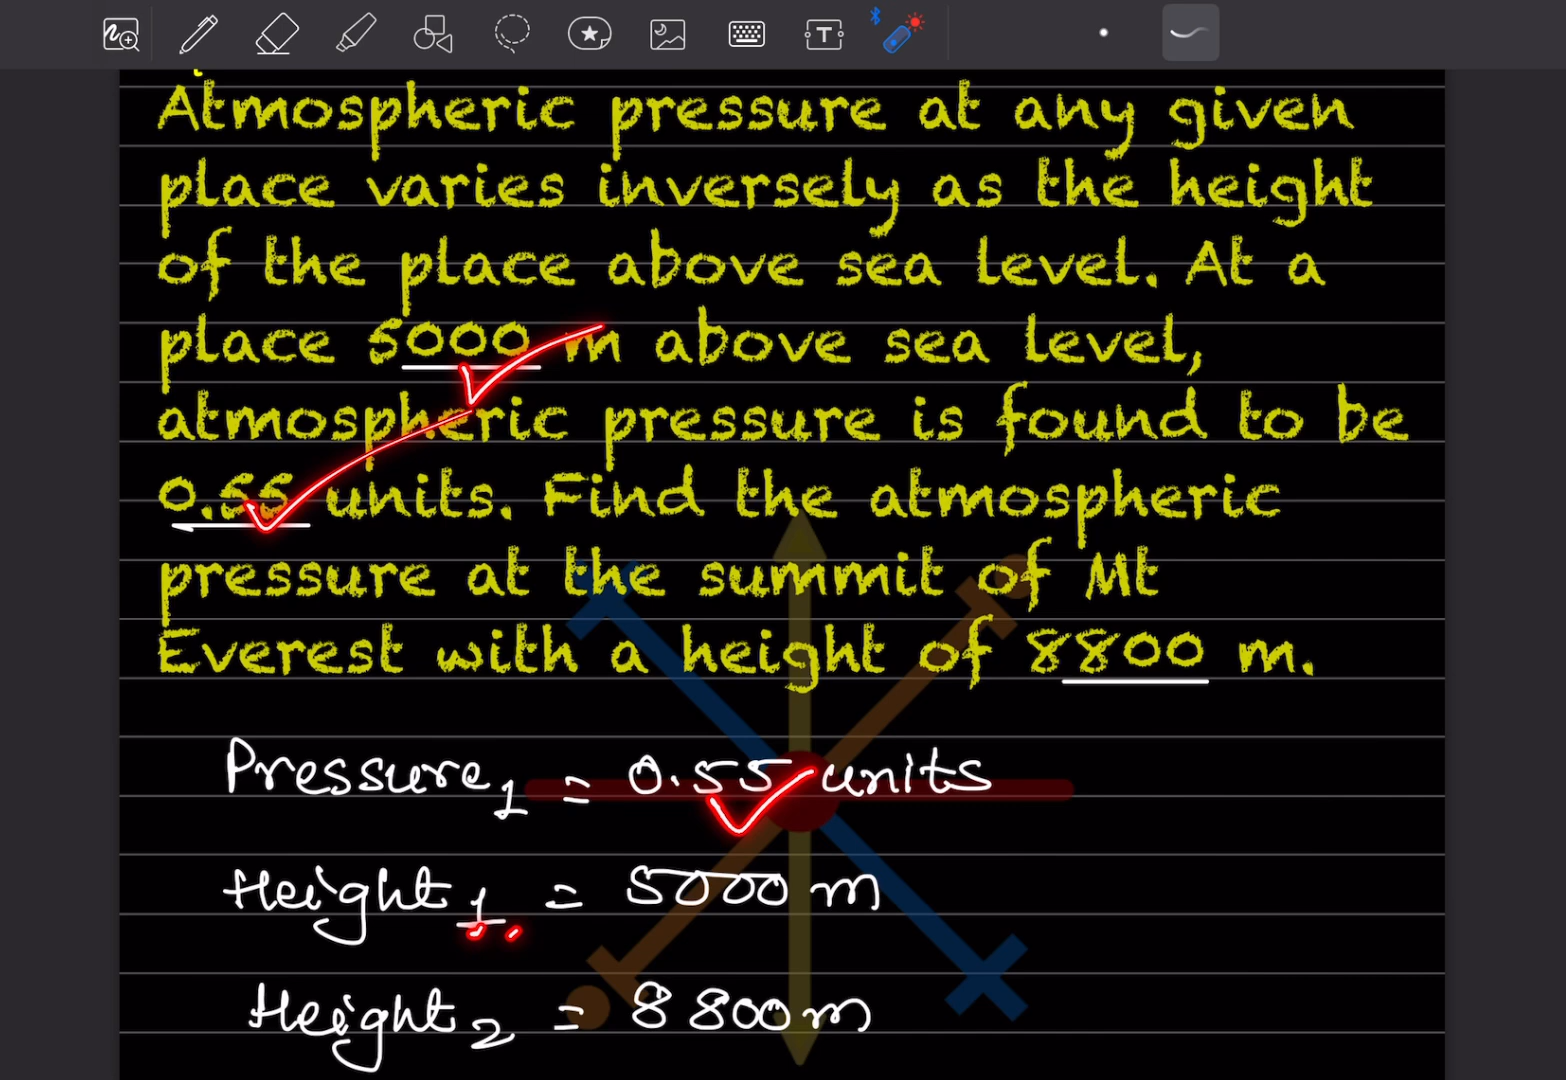 Atmospheric pressure at any given
place varies inversely as the height
of the place above sea level. At a
place 5000 m above sea level,
atmospheric pressure is found to be
0.55 units. Find the atmospheric
pressure at the summit of Mt
Everest with a height of 8800 m.
Pressure₁ = 0.55 units
Height₁ = 5000 m
Height₂ = 8800 m